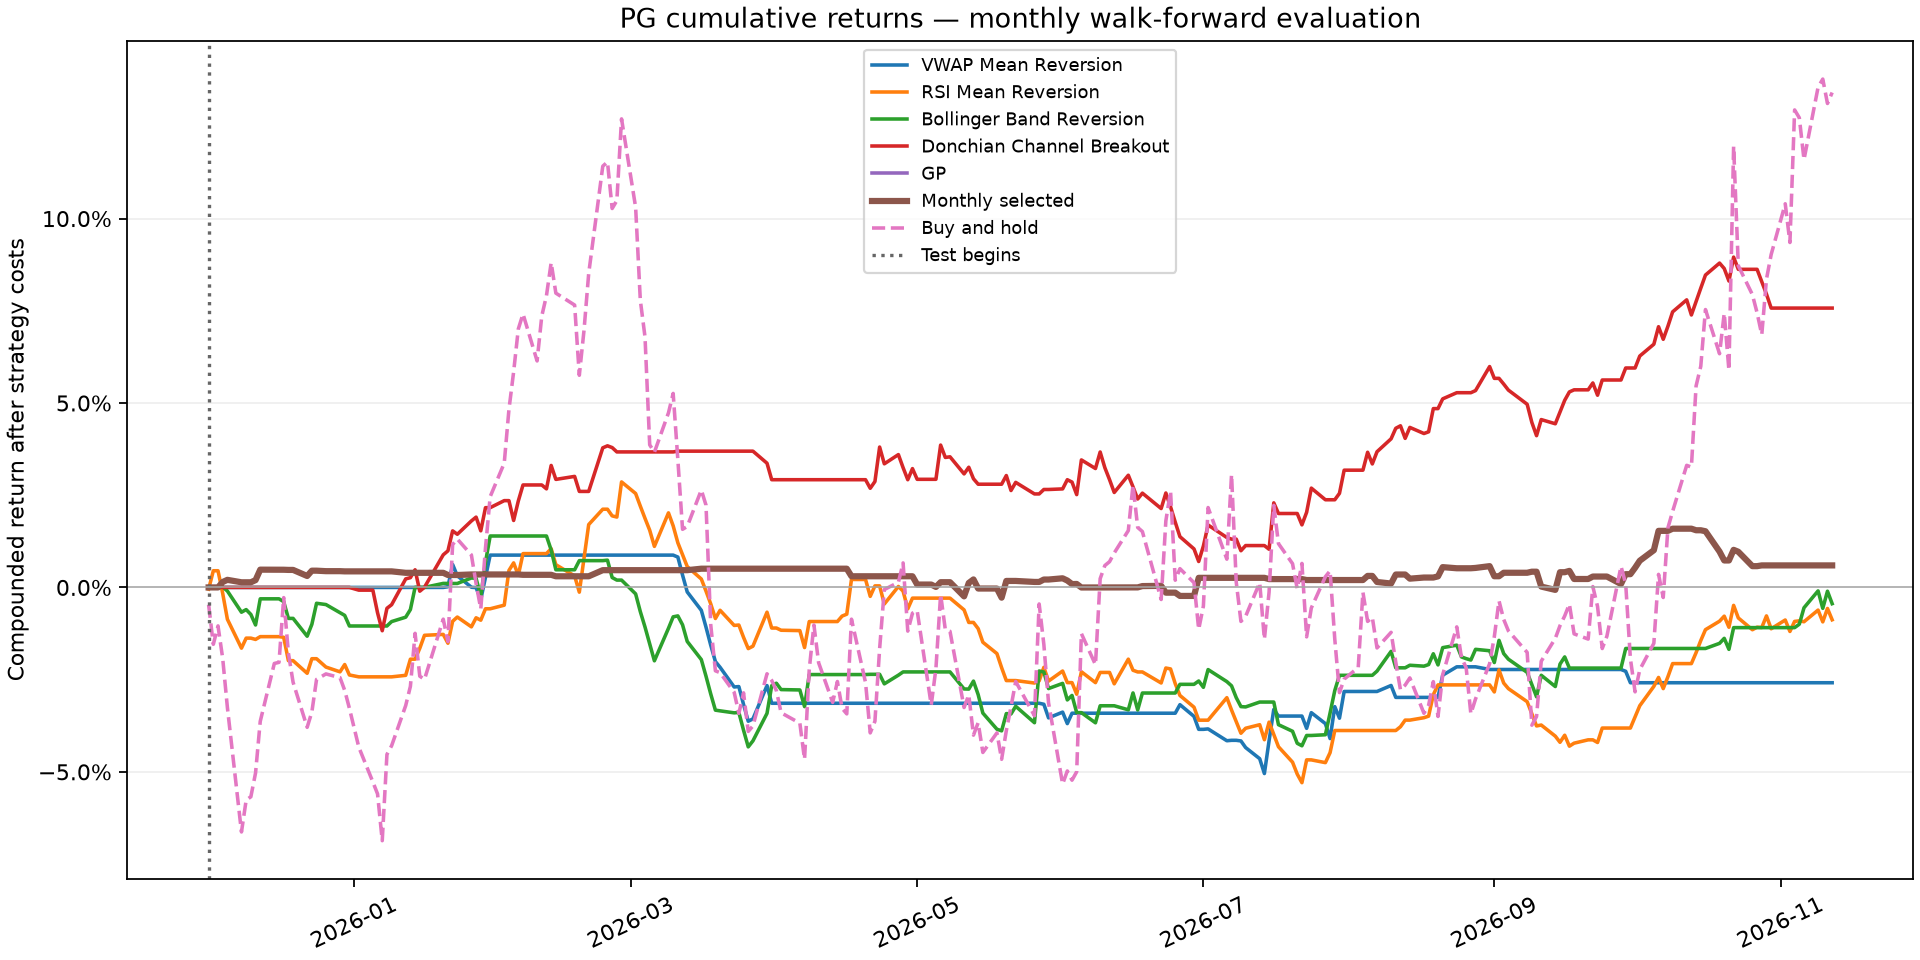 PG cumulative returns — monthly walk-forward evaluation
VWAP Mean Reversion
RSI Mean Reversion
Bollinger Band Reversion
Donchian Channel Breakout
GP
Monthly selected
Buy and hold
Test begins
Compounded return after strategy costs
10.0%
5.0%
0.0%
−5.0%
2026-01
2026-03
2026-05
2026-07
2026-09
2026-11